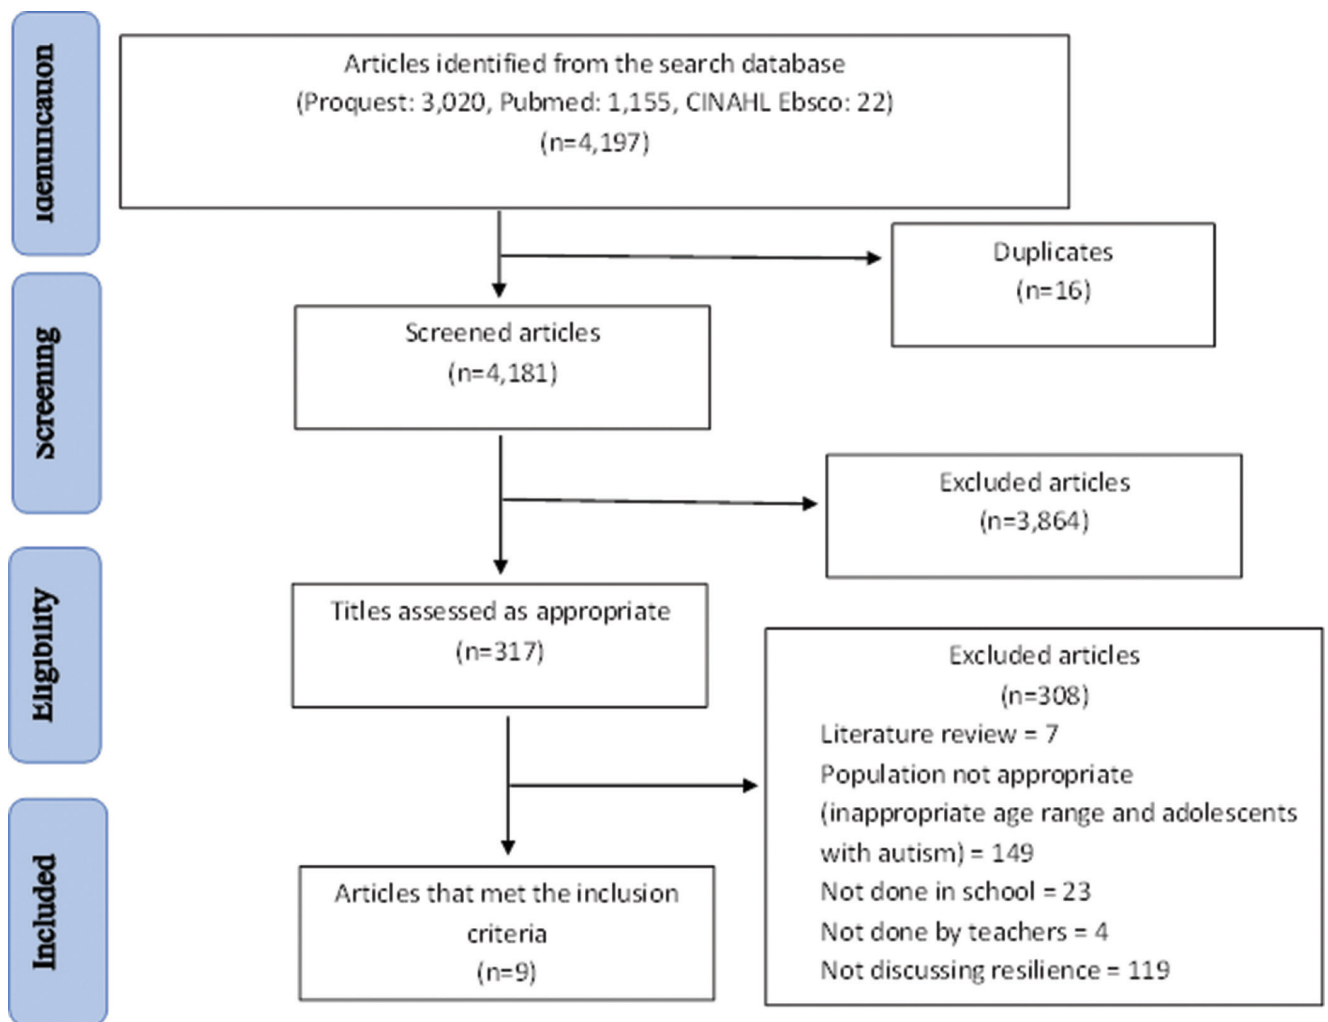 Identification
Articles identified from the search database
(Proquest: 3,020, Pubmed: 1,155, CINAHL Ebsco: 22)
(n=4,197)
Duplicates
(n=16)
Screening
Screened articles
(n=4,181)
Excluded articles
(n=3,864)
Eligibility
Titles assessed as appropriate
(n=317)
Excluded articles
(n=308)
Literature review = 7
Population not appropriate
(inappropriate age range and adolescents
with autism) = 149
Not done in school = 23
Not done by teachers = 4
Not discussing resilience = 119
Included
Articles that met the inclusion
criteria
(n=9)